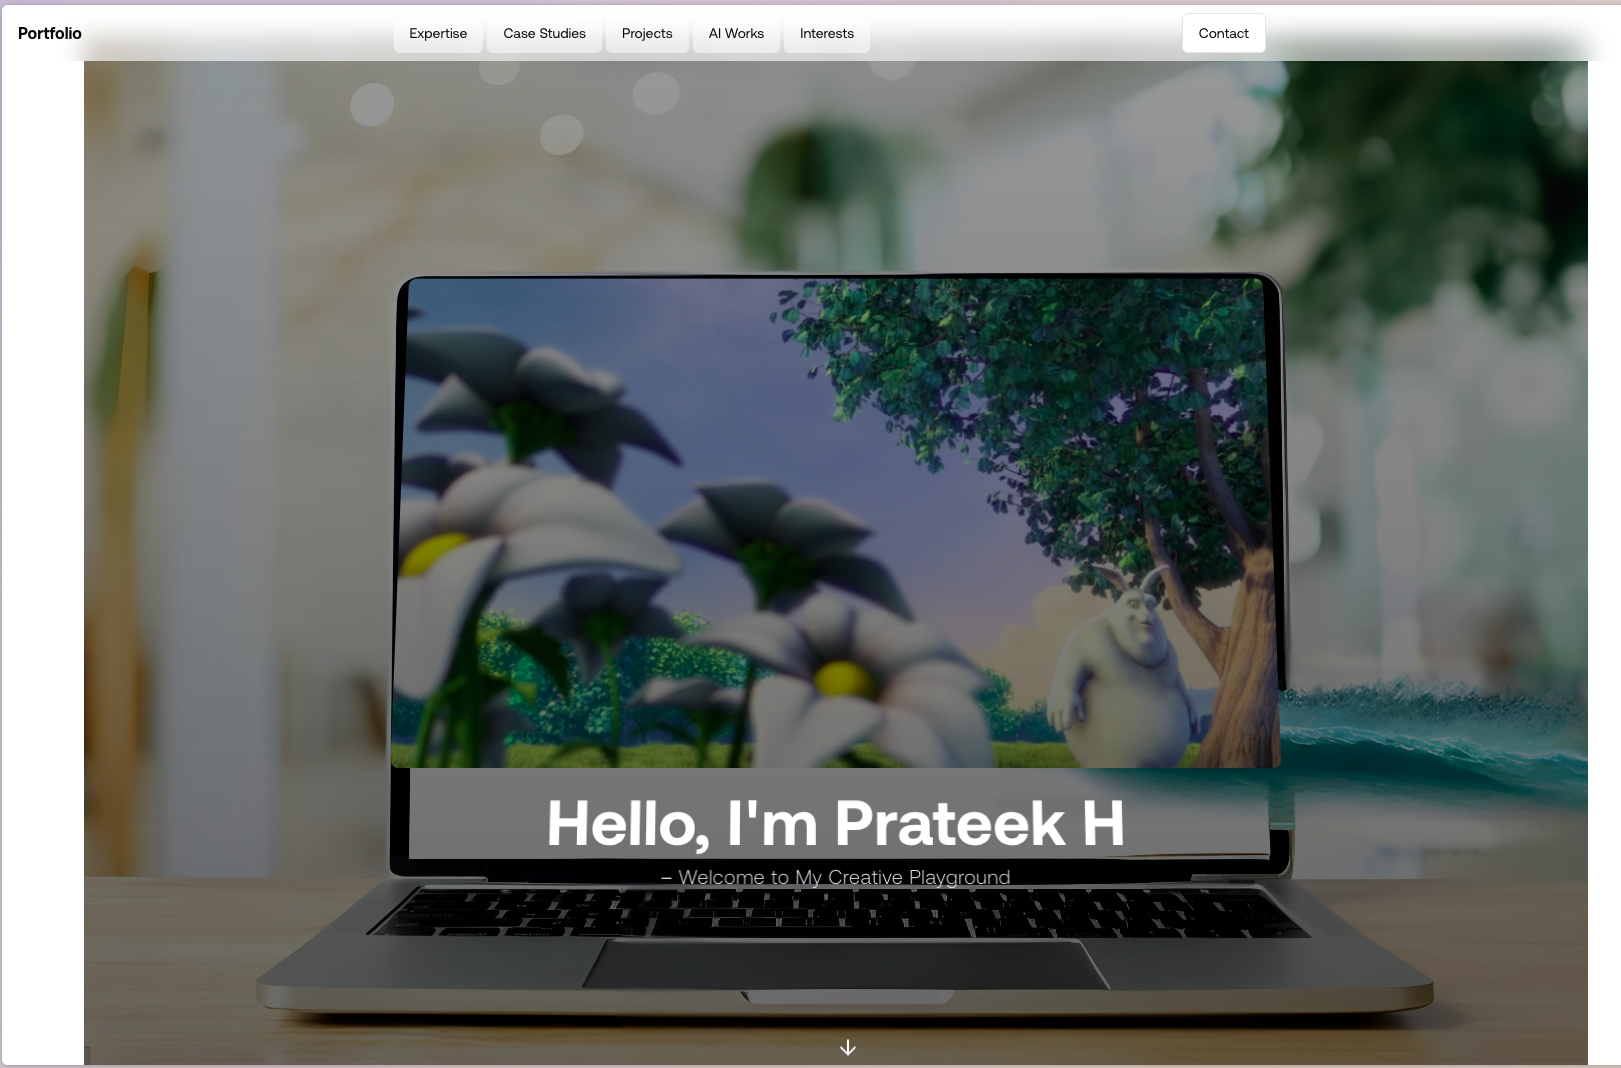 Portfolio
Expertise
Case Studies
Projects
AI Works
Interests
Contact
Hello, I'm Prateek H
– Welcome to My Creative Playground